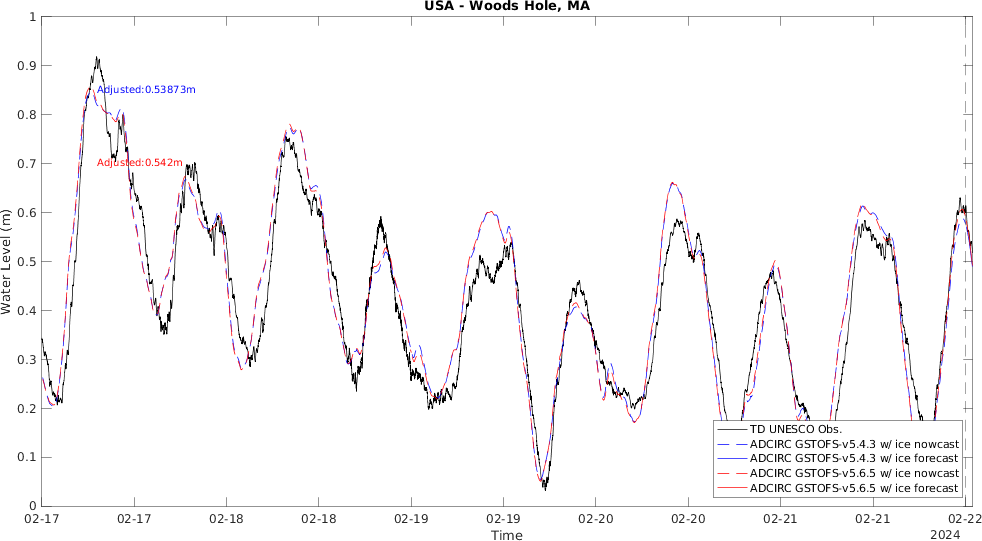 USA - Woods Hole, MA
1
0.9
0.8
0.7
0.6
0.5
0.4
0.3
0.2
0.1
0
Water Level (m)
Adjusted:0.53873m
Adjusted:0.542m
TD UNESCO Obs.
ADCIRC GSTOFS-v5.4.3 w/ ice nowcast
ADCIRC GSTOFS-v5.4.3 w/ ice forecast
ADCIRC GSTOFS-v5.6.5 w/ ice nowcast
ADCIRC GSTOFS-v5.6.5 w/ ice forecast
02-17 02-17 02-18 02-18 02-19 02-19 02-20 02-20 02-21 02-21 02-22
Time
2024